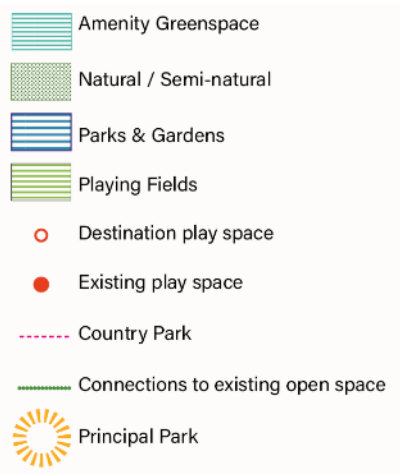 Amenity Greenspace
Natural / Semi-natural
Parks & Gardens
Playing Fields
Destination play space
Existing play space
Country Park
Connections to existing open space
Principal Park